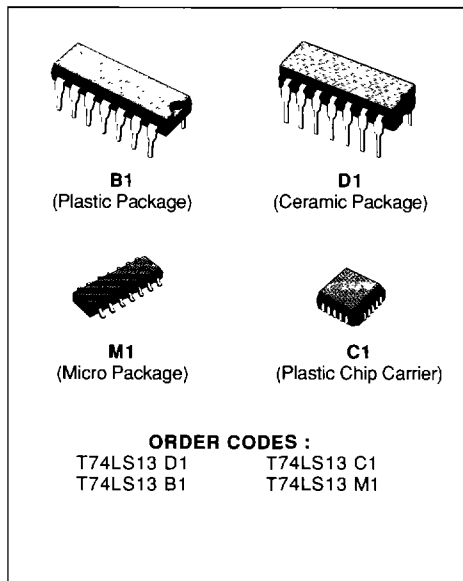 B1
(Plastic Package)
D1
(Ceramic Package)
M1
(Micro Package)
C1
(Plastic Chip Carrier)
ORDER CODES :
T74LS13 D1 T74LS13 C1
T74LS13 B1 T74LS13 M1